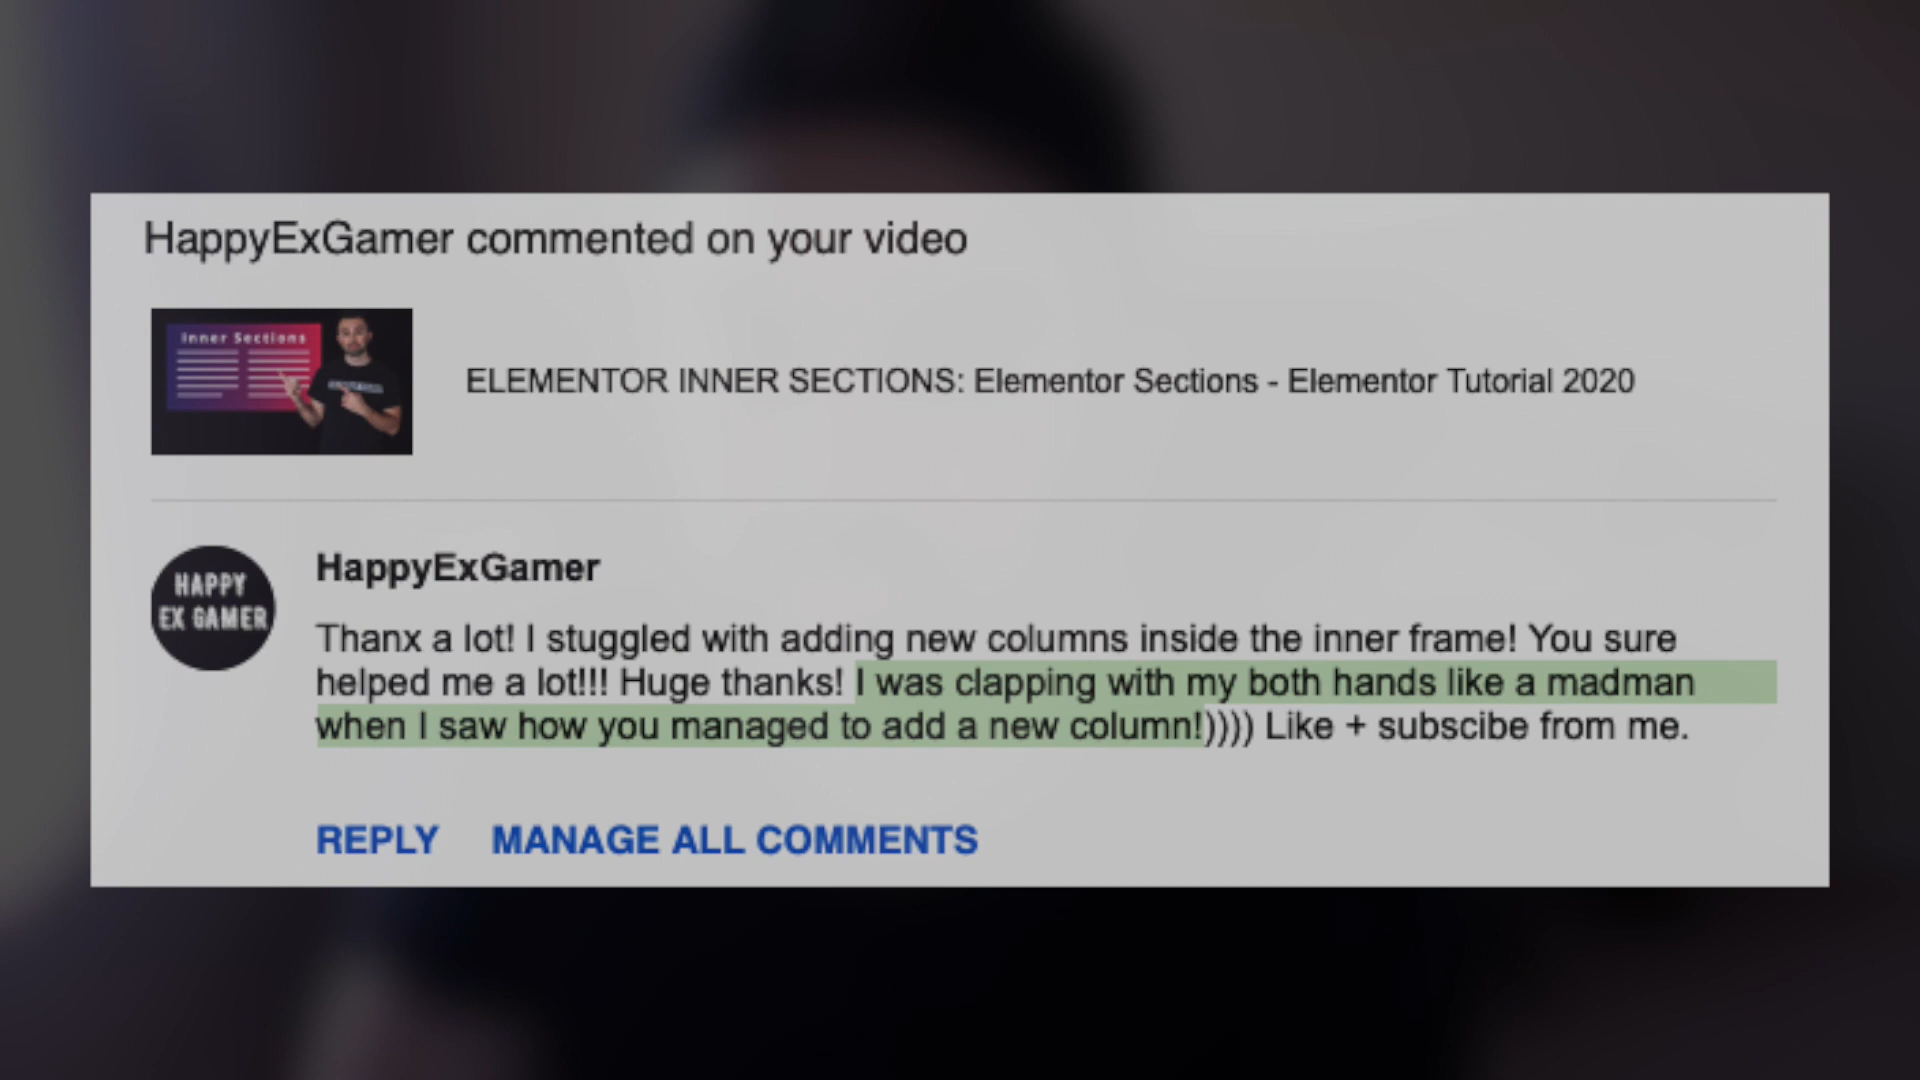 HappyExGamer commented on your video
Inner Sections
ELEMENTOR INNER SECTIONS: Elementor Sections - Elementor Tutorial 2020
HAPPY
EX GAMER
HappyExGamer
Thanx a lot! I stuggled with adding new columns inside the inner frame! You sure
helped me a lot!!! Huge thanks! I was clapping with my both hands like a madman
when I saw how you managed to add a new column!)))) Like + subscibe from me.
REPLY MANAGE ALL COMMENTS